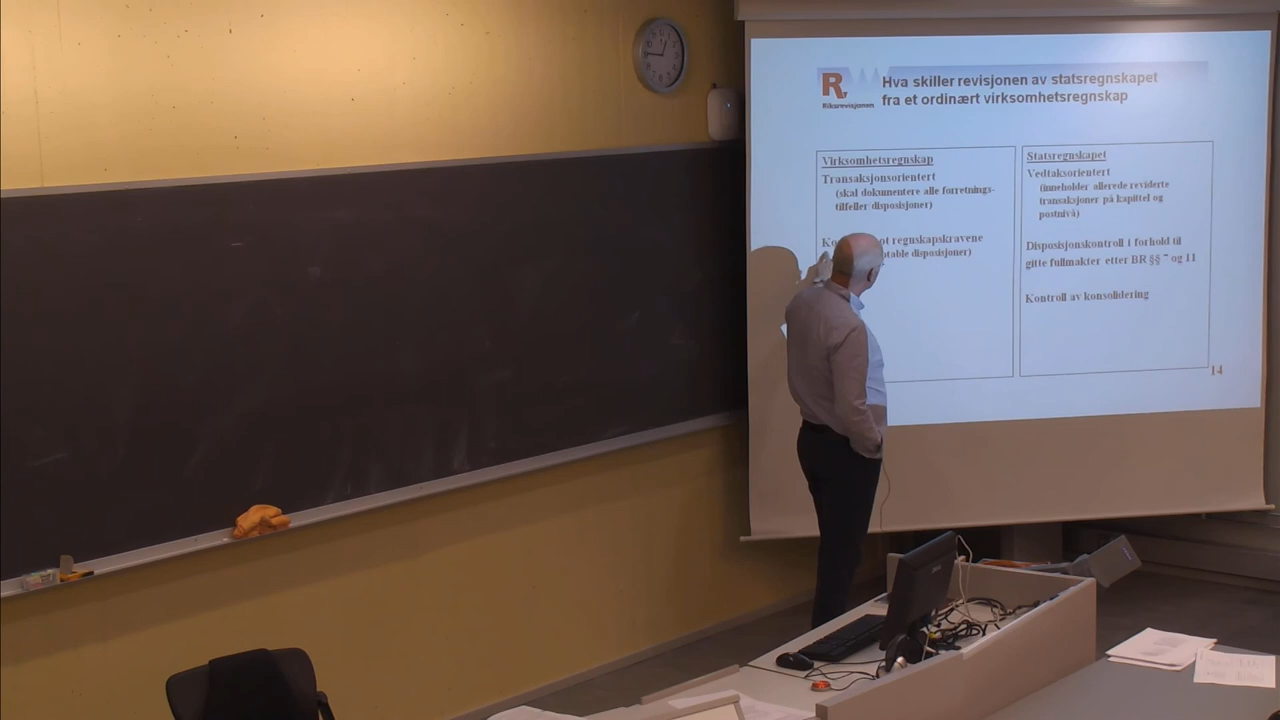 R
Riksrevisjonen
Hva skiller revisjonen av statsregnskapet
fra et ordinært virksomhetsregnskap
Virksomhetsregnskap
Transaksjonsorientert
(skal dokumentere alle forretnings-
tilfeller/disposisjoner)
ot regnskapskravene
disposisjoner)
Statsregnskapet
Vedtaksorientert
(inneholder allerede reviderte
transaksjoner på kapittel og
postnivå)
Disposisjonskontroll i forhold til
gitte fullmakter etter BR §§ og 11
Kontroll av konsolidering
14